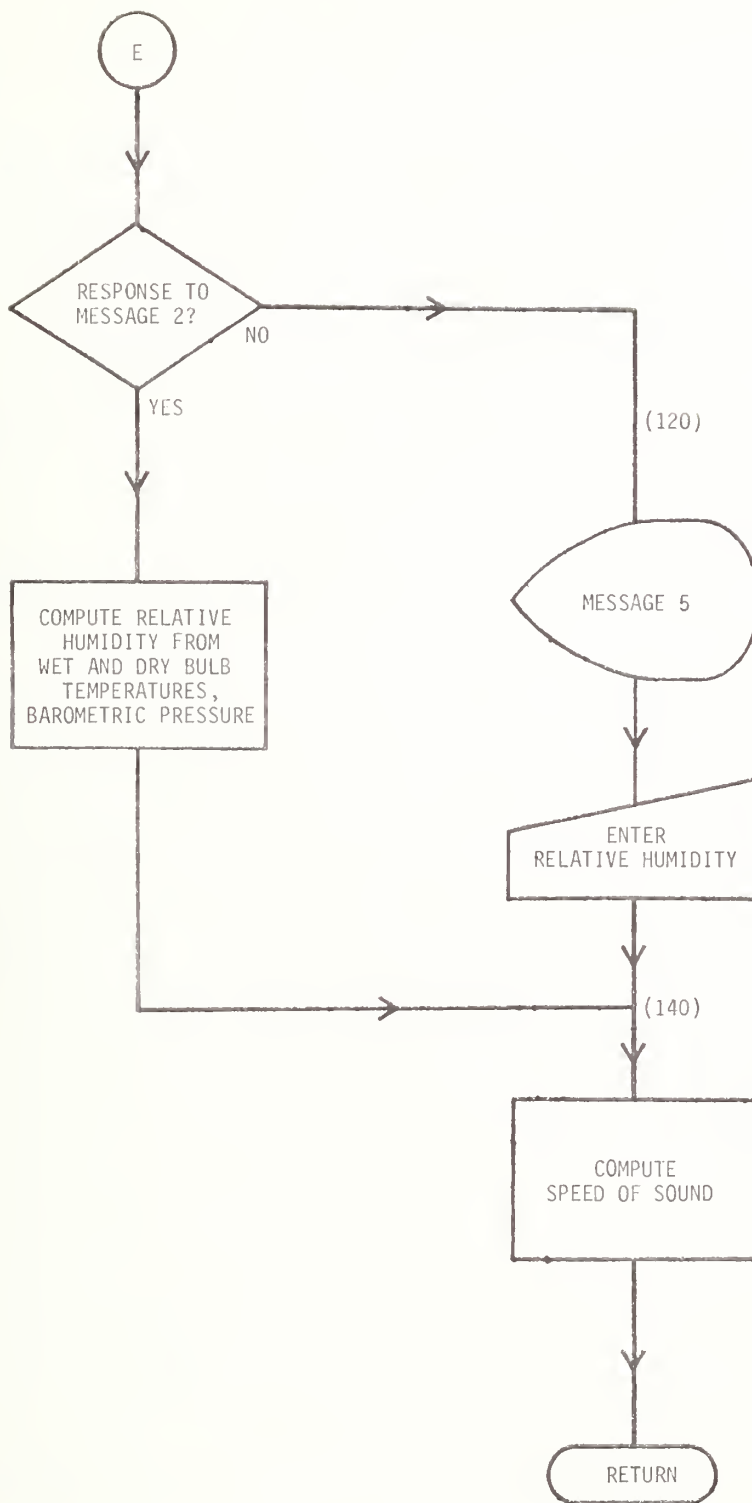 E
RESPONSE TO
MESSAGE 2?
NO
YES
(120)
MESSAGE 5
COMPUTE RELATIVE
HUMIDITY FROM
WET AND DRY BULB
TEMPERATURES,
BAROMETRIC PRESSURE
ENTER
RELATIVE HUMIDITY
(140)
COMPUTE
SPEED OF SOUND
RETURN